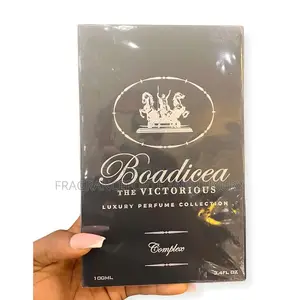 Boadicea
THE VICTORIOUS
LUXURY PERFUME COLLECTION
Complex
100ML
3.4FL OZ